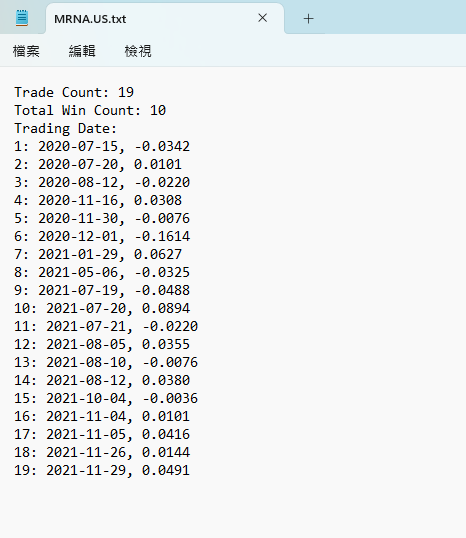 MRNA.US.txt
檔案 編輯 檢視
Trade Count: 19
Total Win Count: 10
Trading Date:
1: 2020-07-15, -0.0342
2: 2020-07-20, 0.0101
3: 2020-08-12, -0.0220
4: 2020-11-16, 0.0308
5: 2020-11-30, -0.0076
6: 2020-12-01, -0.1614
7: 2021-01-29, 0.0627
8: 2021-05-06, -0.0325
9: 2021-07-19, -0.0488
10: 2021-07-20, 0.0894
11: 2021-07-21, -0.0220
12: 2021-08-05, 0.0355
13: 2021-08-10, -0.0076
14: 2021-08-12, 0.0380
15: 2021-10-04, -0.0036
16: 2021-11-04, 0.0101
17: 2021-11-05, 0.0416
18: 2021-11-26, 0.0144
19: 2021-11-29, 0.0491